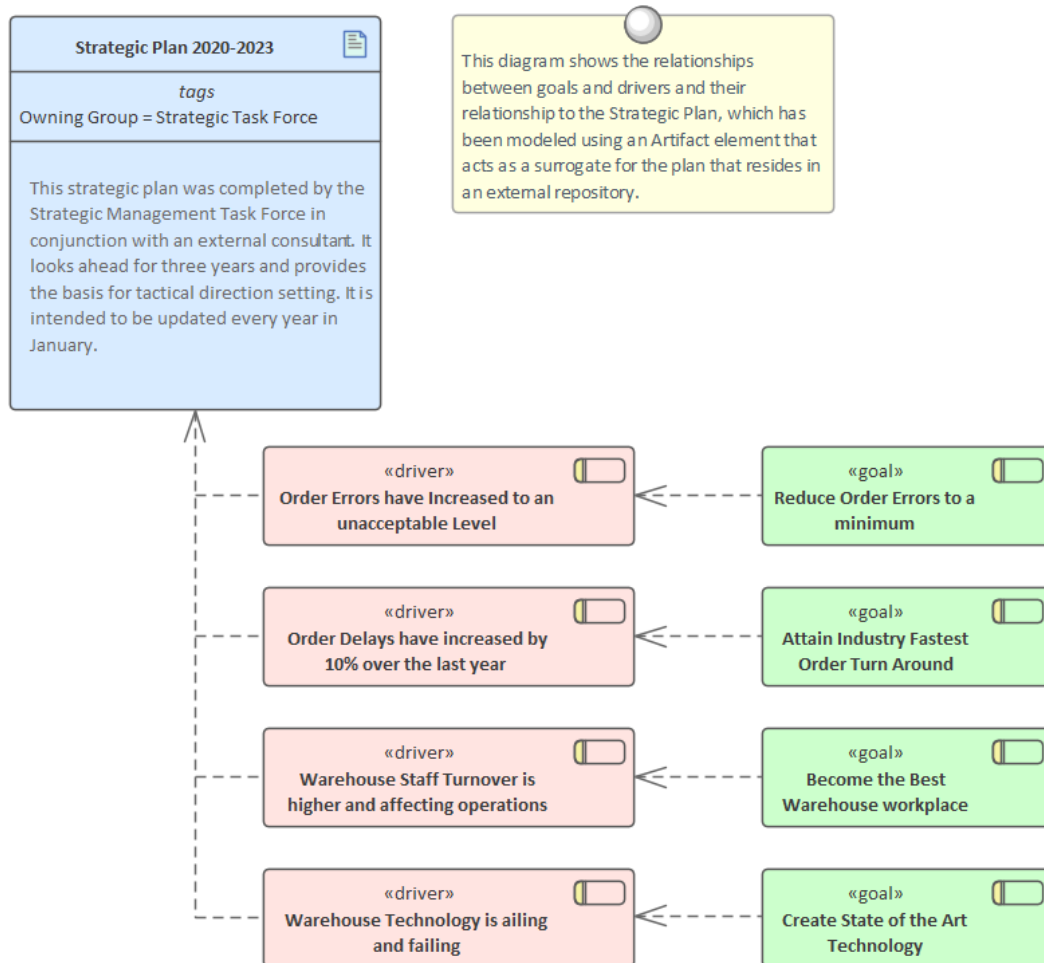 Strategic Plan 2020-2023
tags
Owning Group = Strategic Task Force
This strategic plan was completed by the
Strategic Management Task Force in
conjunction with an external consultant. It
looks ahead for three years and provides
the basis for tactical direction setting. It is
intended to be updated every year in
January.
This diagram shows the relationships
between goals and drivers and their
relationship to the Strategic Plan, which has
been modeled using an Artifact element that
acts as a surrogate for the plan that resides in
an external repository.
«driver»
Order Errors have Increased to an
unacceptable Level
«goal»
Reduce Order Errors to a
minimum
«driver»
Order Delays have increased by
10% over the last year
«goal»
Attain Industry Fastest
Order Turn Around
«driver»
Warehouse Staff Turnover is
higher and affecting operations
«goal»
Become the Best
Warehouse workplace
«driver»
Warehouse Technology is ailing
and failing
«goal»
Create State of the Art
Technology